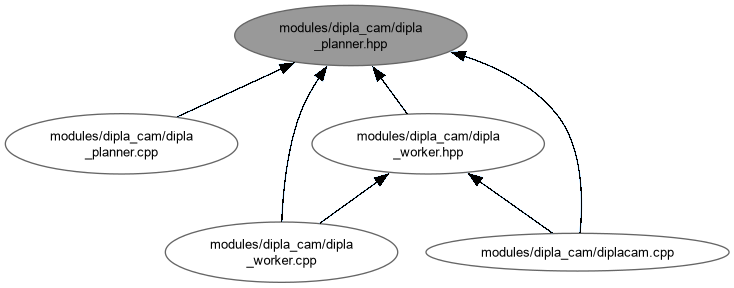 modules/dipla_cam/dipla
_planner.hpp
modules/dipla_cam/dipla
_planner.cpp
modules/dipla_cam/dipla
_worker.hpp
modules/dipla_cam/dipla
_worker.cpp
modules/dipla_cam/diplacam.cpp